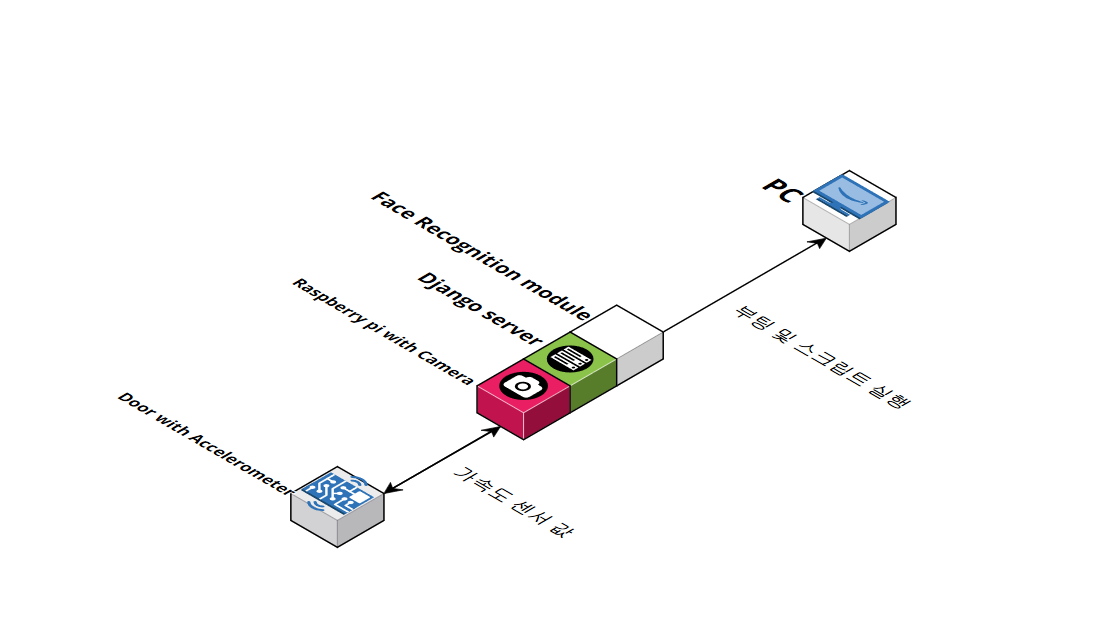 PC
Face Recognition module
Django server
Raspberry pi with Camera
부팅 및 스크립트 실행
Door with Accelerometer
가속도 센서 값